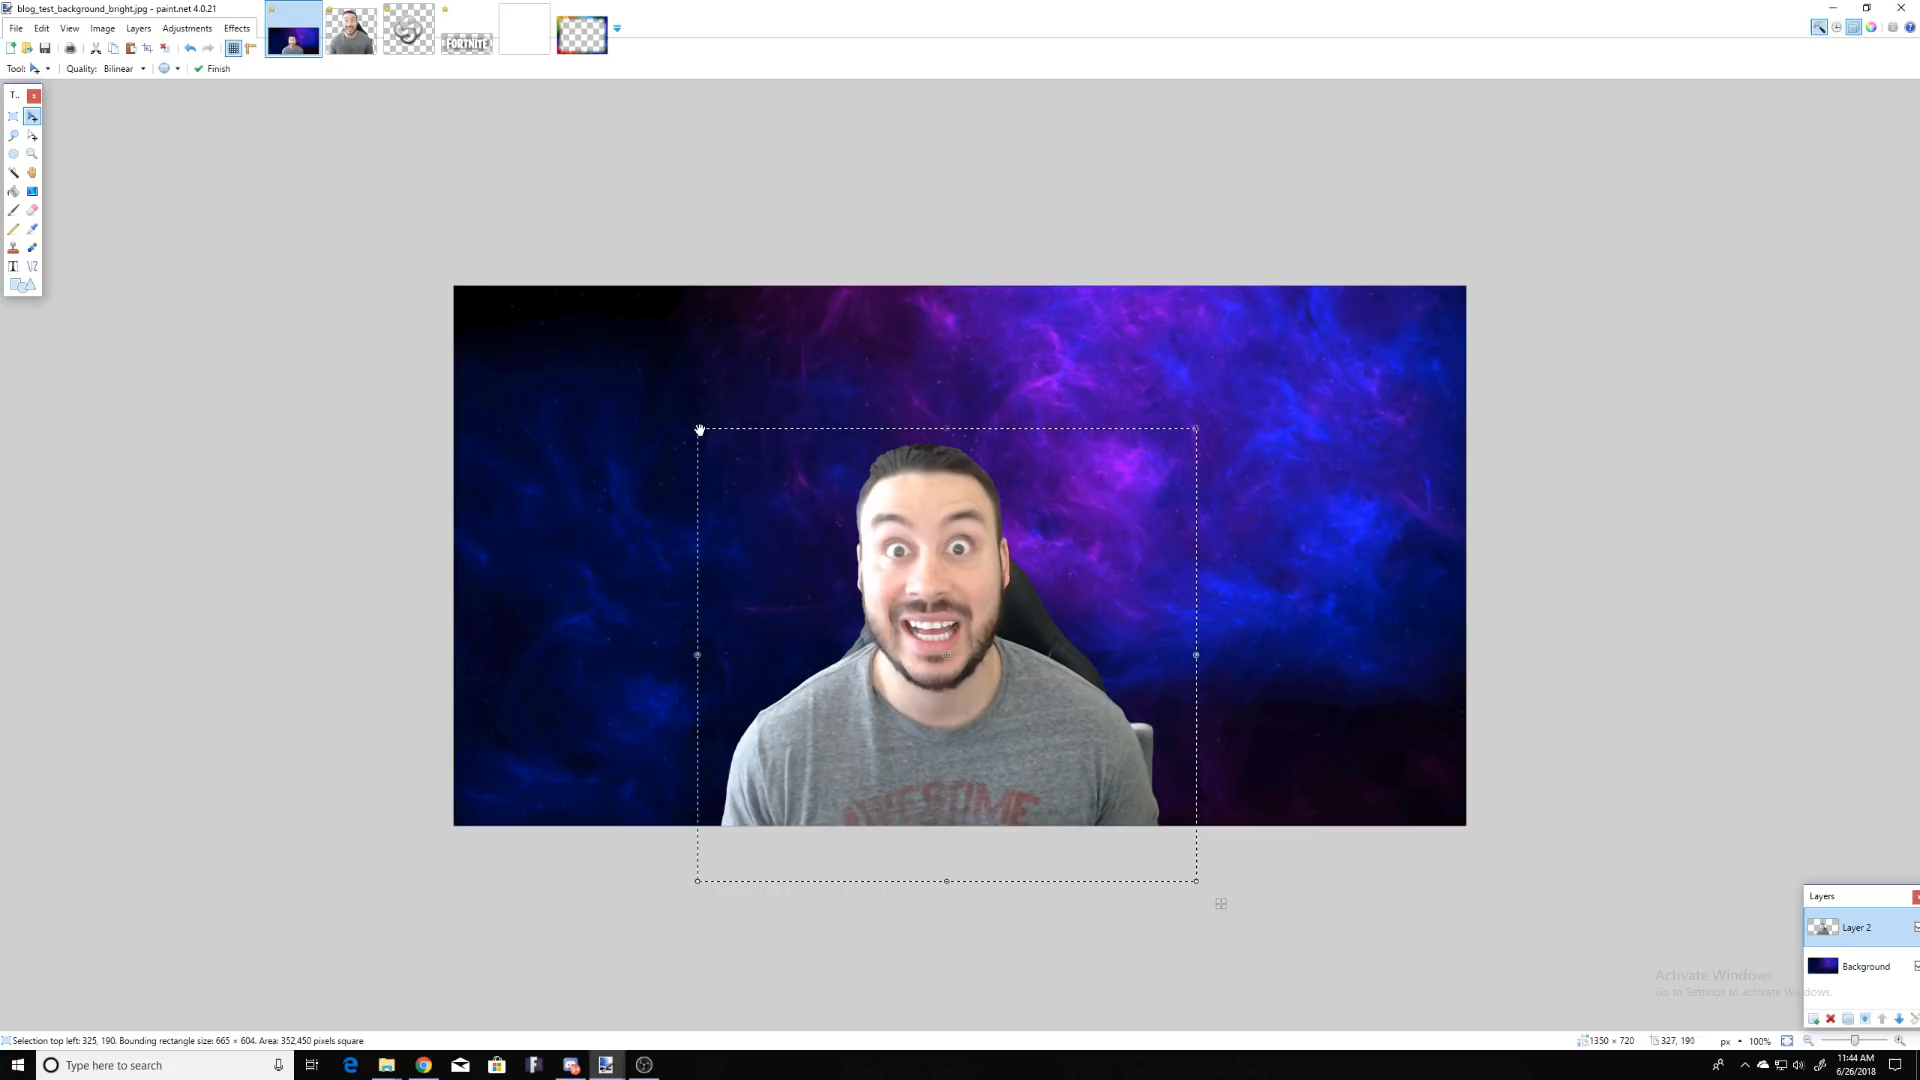 blog_test_background_bright.jpg - paint.net 4.0.21
File Edit View Image Layers Adjustments Effects
FORTNITE
Tool: Quality: Bilinear Finish
T..
AWESOME
Layers
Layer 2
Background
Activate Windows
Go to Settings to activate Windows.
Selection top left: 325, 190. Bounding rectangle size: 665 × 604. Area: 352,450 pixels square
1350 × 720 327, 190 px 100%
Type here to search
11:44 AM
6/26/2018